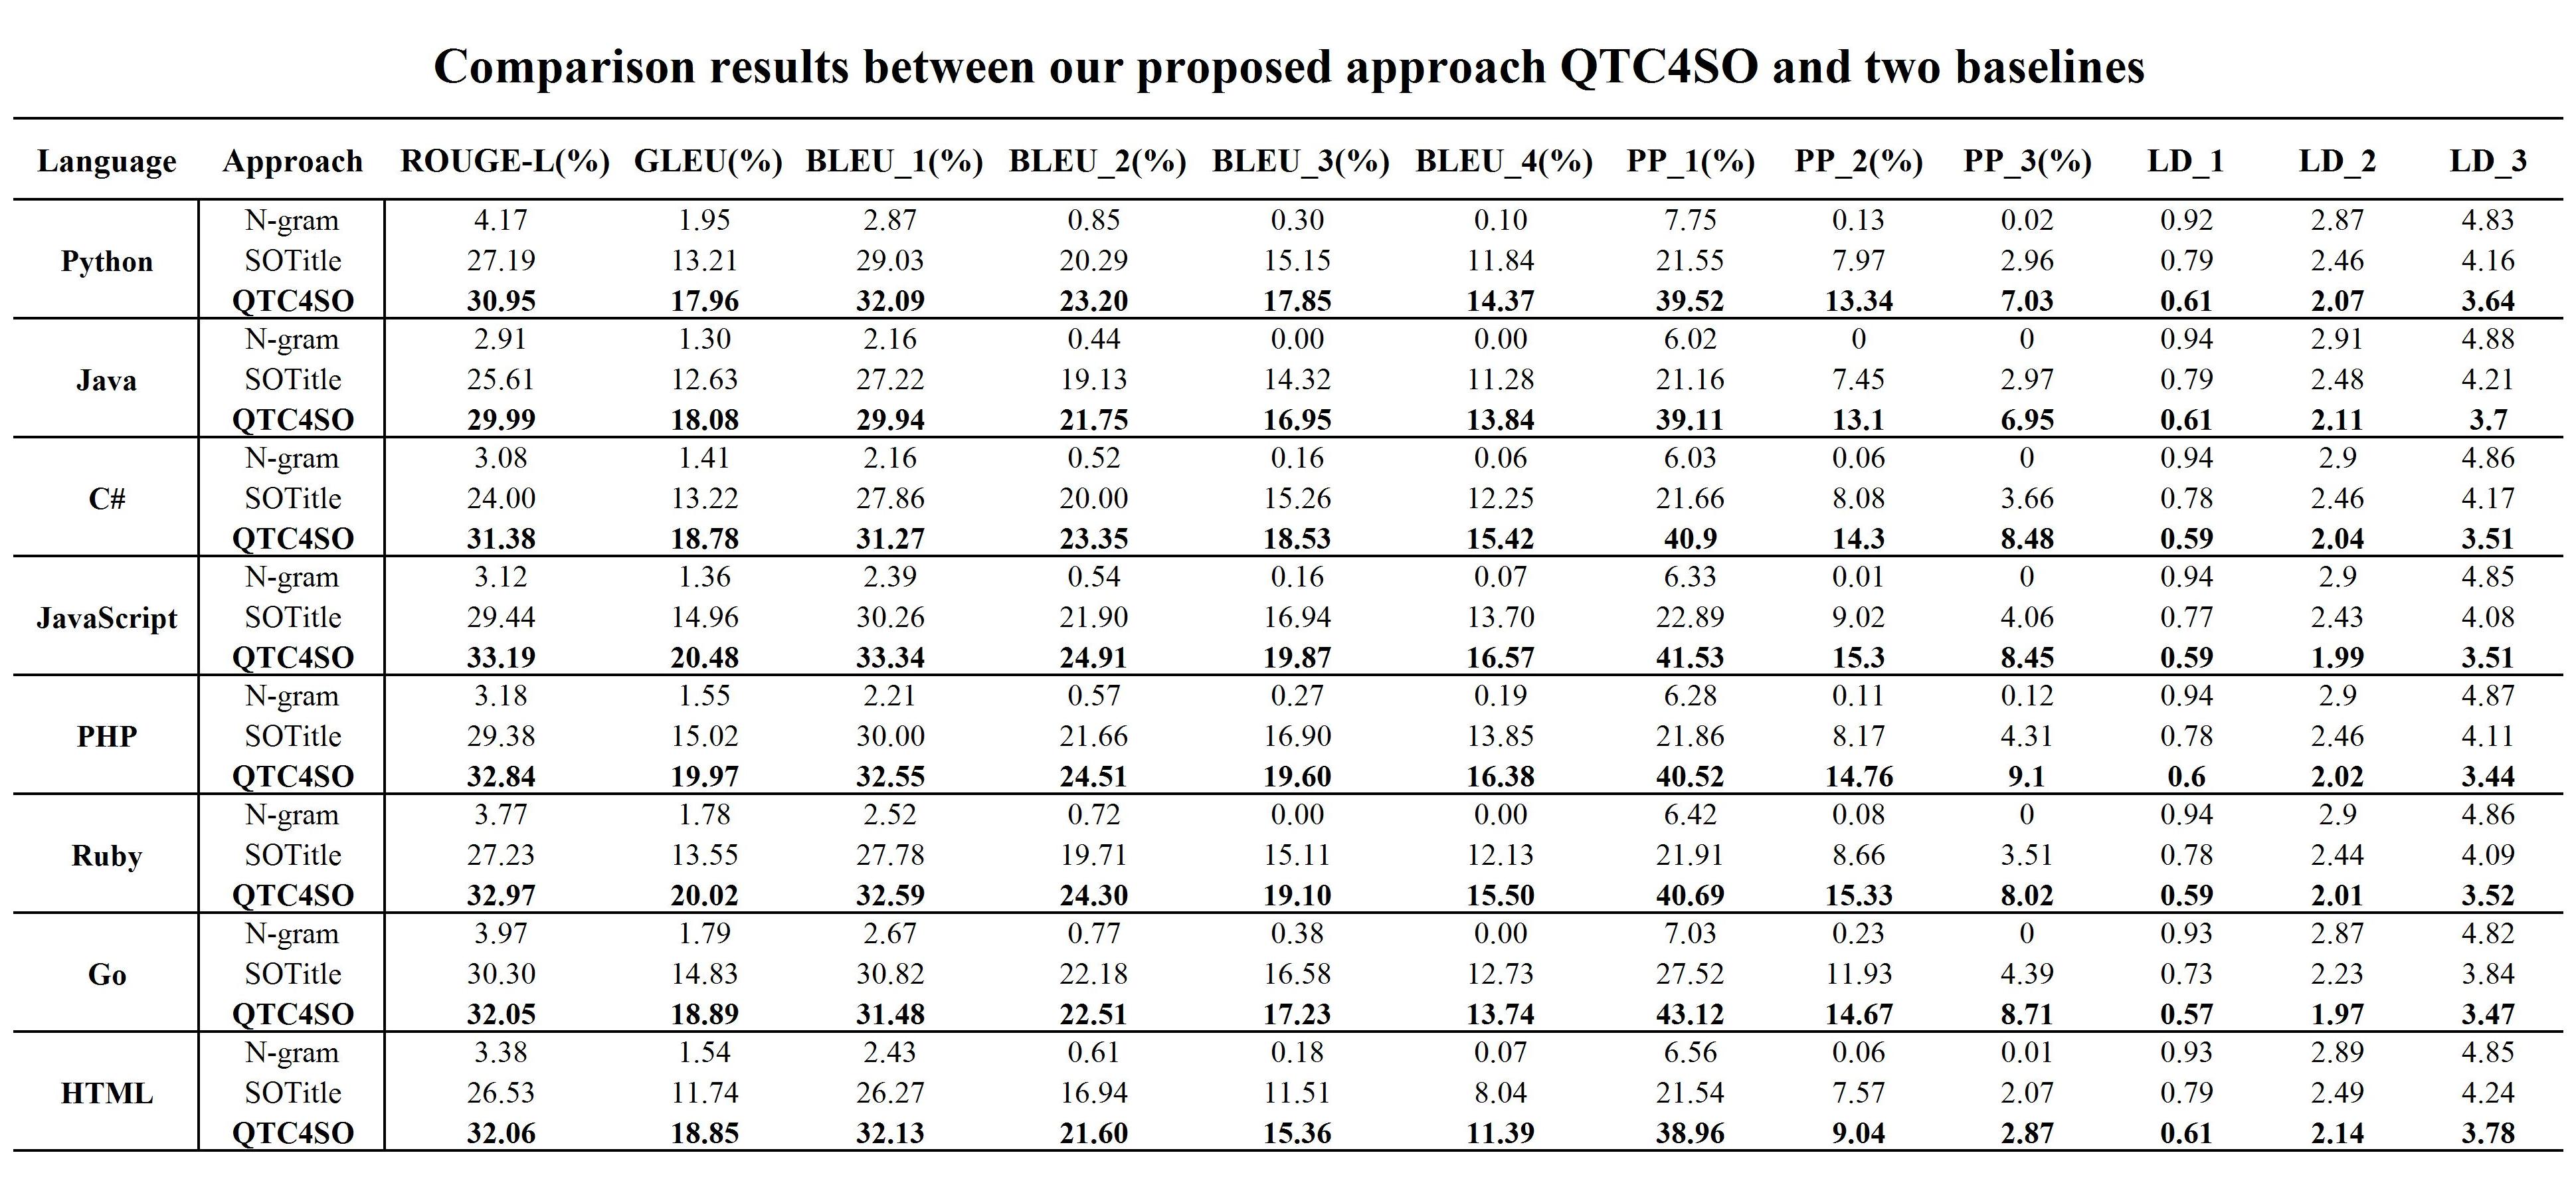 Comparison results between our proposed approach QTC4SO and two baselines
Language Approach ROUGE-L(%) GLEU(%) BLEU_1(%) BLEU_2(%) BLEU_3(%) BLEU_4(%) PP_1(%) PP_2(%) PP_3(%) LD_1 LD_2 LD_3
N-gram 4.17 1.95 2.87 0.85 0.30 0.10 7.75 0.13 0.02 0.92 2.87 4.83
Python SOTitle 27.19 13.21 29.03 20.29 15.15 11.84 21.55 7.97 2.96 0.79 2.46 4.16
QTC4SO 30.95 17.96 32.09 23.20 17.85 14.37 39.52 13.34 7.03 0.61 2.07 3.64
N-gram 2.91 1.30 2.16 0.44 0.00 0.00 6.02 0 0 0.94 2.91 4.88
Java SOTitle 25.61 12.63 27.22 19.13 14.32 11.28 21.16 7.45 2.97 0.79 2.48 4.21
QTC4SO 29.99 18.08 29.94 21.75 16.95 13.84 39.11 13.1 6.95 0.61 2.11 3.7
N-gram 3.08 1.41 2.16 0.52 0.16 0.06 6.03 0.06 0 0.94 2.9 4.86
C# SOTitle 24.00 13.22 27.86 20.00 15.26 12.25 21.66 8.08 3.66 0.78 2.46 4.17
QTC4SO 31.38 18.78 31.27 23.35 18.53 15.42 40.9 14.3 8.48 0.59 2.04 3.51
N-gram 3.12 1.36 2.39 0.54 0.16 0.07 6.33 0.01 0 0.94 2.9 4.85
JavaScript SOTitle 29.44 14.96 30.26 21.90 16.94 13.70 22.89 9.02 4.06 0.77 2.43 4.08
QTC4SO 33.19 20.48 33.34 24.91 19.87 16.57 41.53 15.3 8.45 0.59 1.99 3.51
N-gram 3.18 1.55 2.21 0.57 0.27 0.19 6.28 0.11 0.12 0.94 2.9 4.87
PHP SOTitle 29.38 15.02 30.00 21.66 16.90 13.85 21.86 8.17 4.31 0.78 2.46 4.11
QTC4SO 32.84 19.97 32.55 24.51 19.60 16.38 40.52 14.76 9.1 0.6 2.02 3.44
N-gram 3.77 1.78 2.52 0.72 0.00 0.00 6.42 0.08 0 0.94 2.9 4.86
Ruby SOTitle 27.23 13.55 27.78 19.71 15.11 12.13 21.91 8.66 3.51 0.78 2.44 4.09
QTC4SO 32.97 20.02 32.59 24.30 19.10 15.50 40.69 15.33 8.02 0.59 2.01 3.52
N-gram 3.97 1.79 2.67 0.77 0.38 0.00 7.03 0.23 0 0.93 2.87 4.82
Go SOTitle 30.30 14.83 30.82 22.18 16.58 12.73 27.52 11.93 4.39 0.73 2.23 3.84
QTC4SO 32.05 18.89 31.48 22.51 17.23 13.74 43.12 14.67 8.71 0.57 1.97 3.47
N-gram 3.38 1.54 2.43 0.61 0.18 0.07 6.56 0.06 0.01 0.93 2.89 4.85
HTML SOTitle 26.53 11.74 26.27 16.94 11.51 8.04 21.54 7.57 2.07 0.79 2.49 4.24
QTC4SO 32.06 18.85 32.13 21.60 15.36 11.39 38.96 9.04 2.87 0.61 2.14 3.78